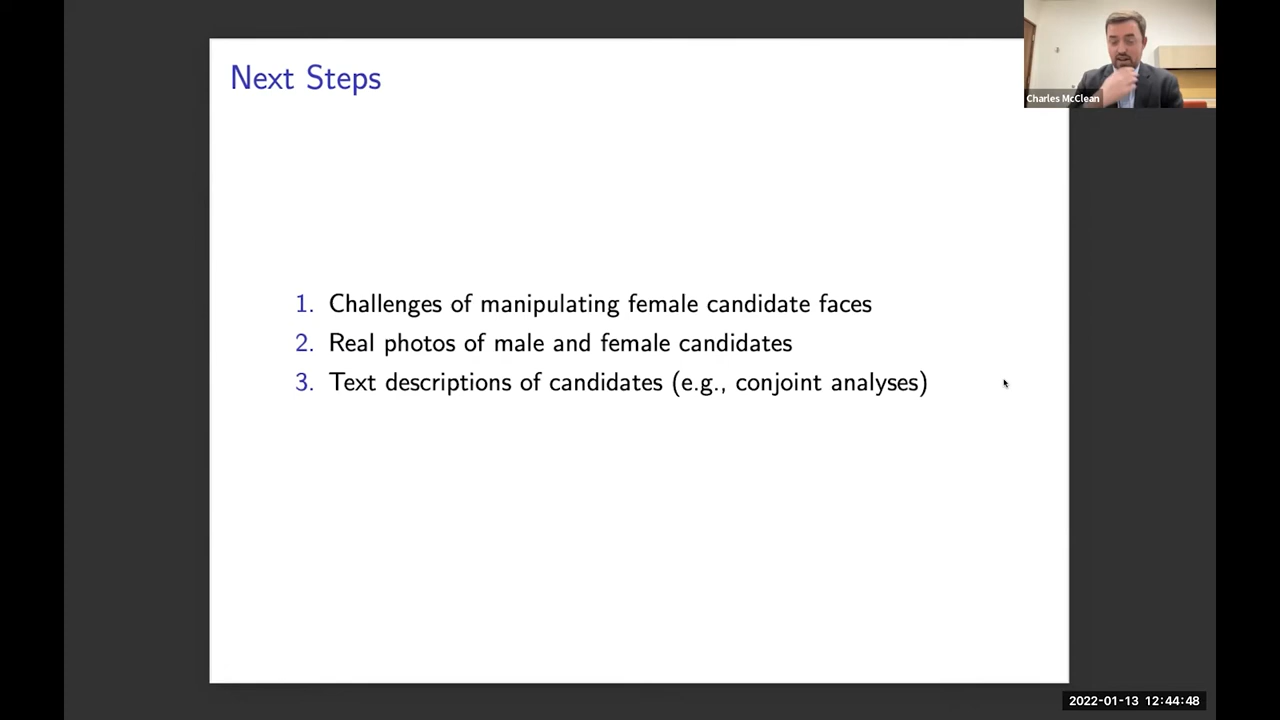 Next Steps
Charles McClean
1. Challenges of manipulating female candidate faces
2. Real photos of male and female candidates
3. Text descriptions of candidates (e.g., conjoint analyses)
2022-01-13 12:44:48